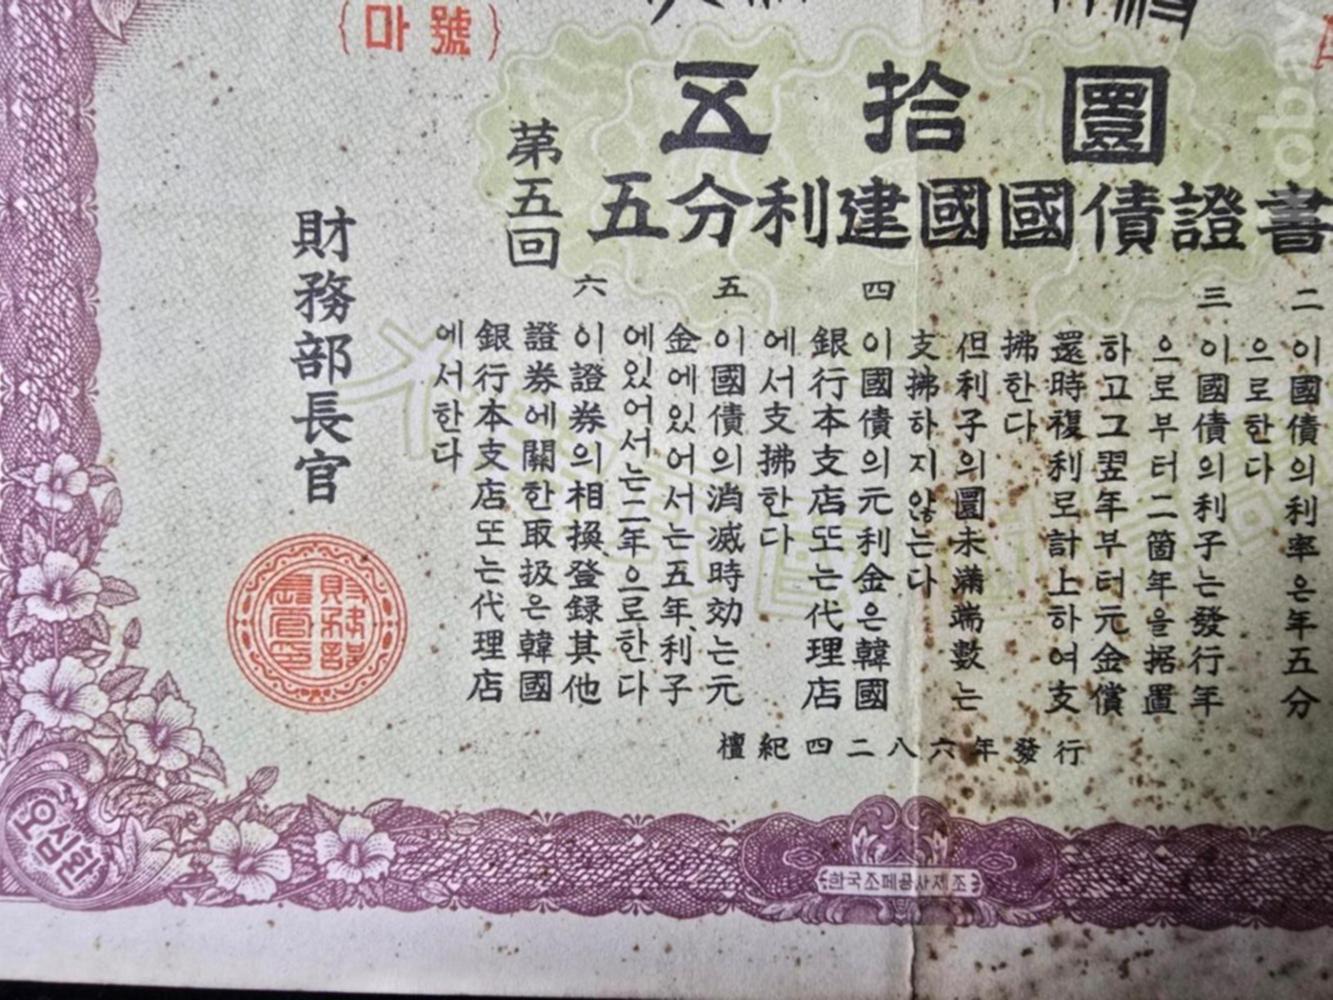 (마號)
五拾圜
第五回
五分利建國國債證書
二 이國債의利率은年五分
으로한다
三 이國債의利子는發行年
으로부터二箇年을据置
하고그翌年부터元金償
還時複利로計上하여支
拂한다
但利子의圜未滿端數는
支拂하지않는다
四 이國債의元利金은韓國
銀行本支店또는代理店
에서支拂한다
五 이國債의消滅時効는元
金에있어서는五年、利子
에있어서는二年으로한다
六 이證券의相換登録其他
證券에關한取扱은韓國
銀行本支店또는代理店
에서한다
財務部長官
檀紀四二八六年發行
오십환
한국조폐공사제조